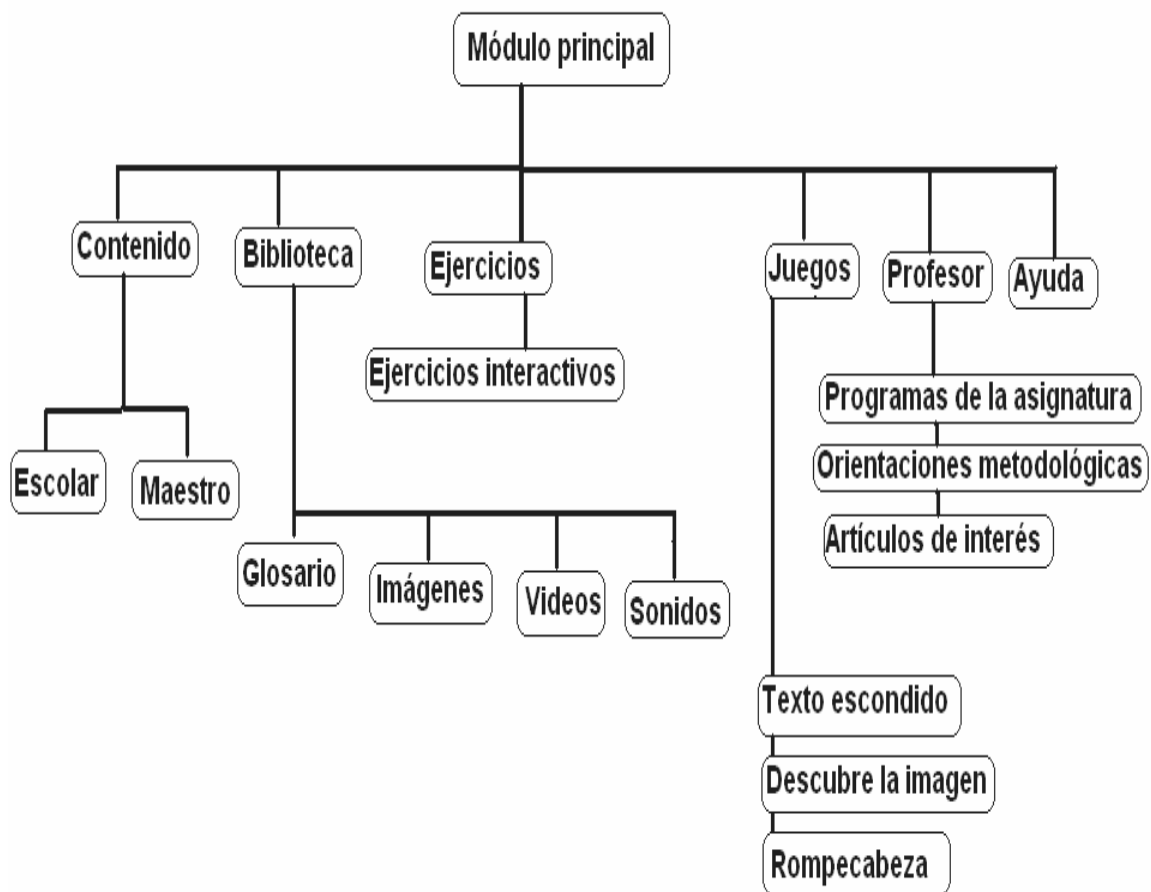 Módulo principal
Contenido
Biblioteca
Ejercicios
Juegos
Profesor
Ayuda
Ejercicios interactivos
Programas de la asignatura
Orientaciones metodológicas
Artículos de interés
Escolar
Maestro
Glosario
Imágenes
Videos
Sonidos
Texto escondido
Descubre la imagen
Rompecabeza